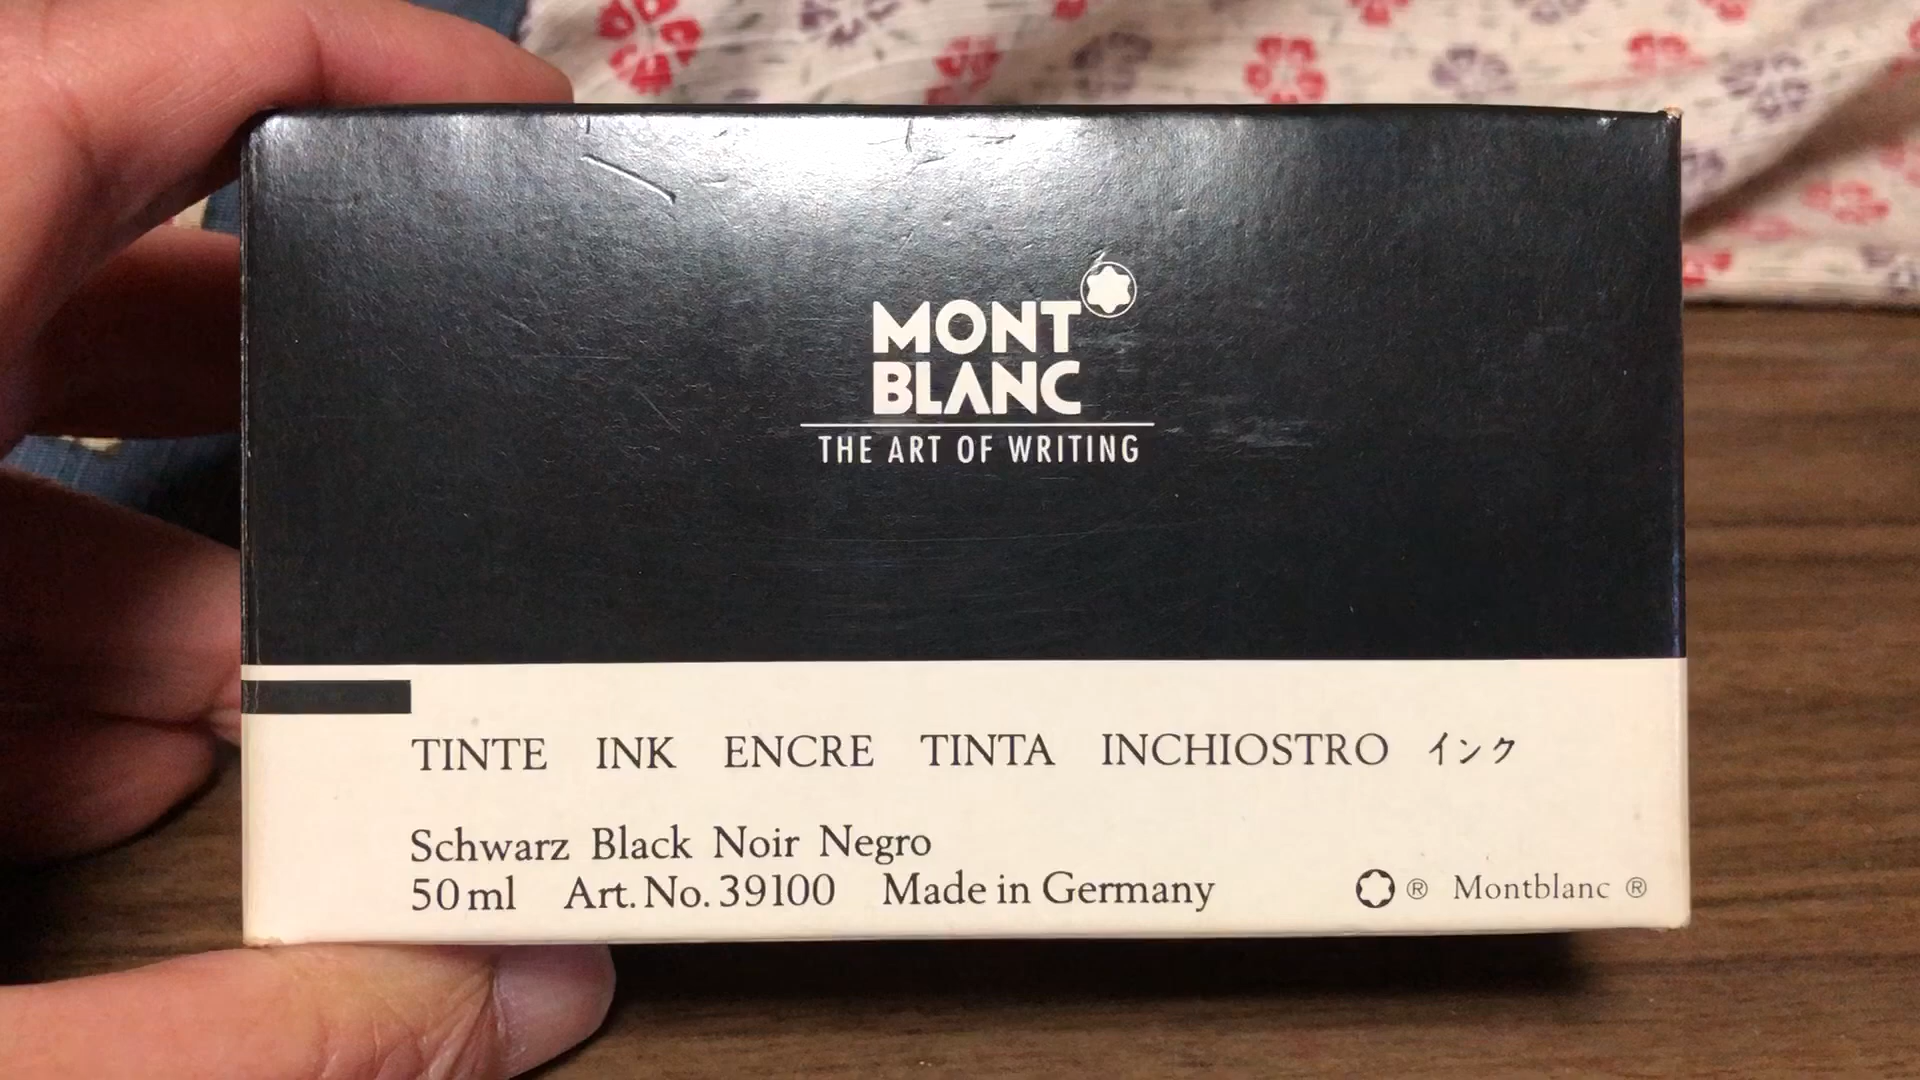 MONT
BLANC
THE ART OF WRITING
TINTE INK ENCRE TINTA INCHIOSTRO インク
Schwarz Black Noir Negro
50 ml Art. No. 39100 Made in Germany
® Montblanc ®